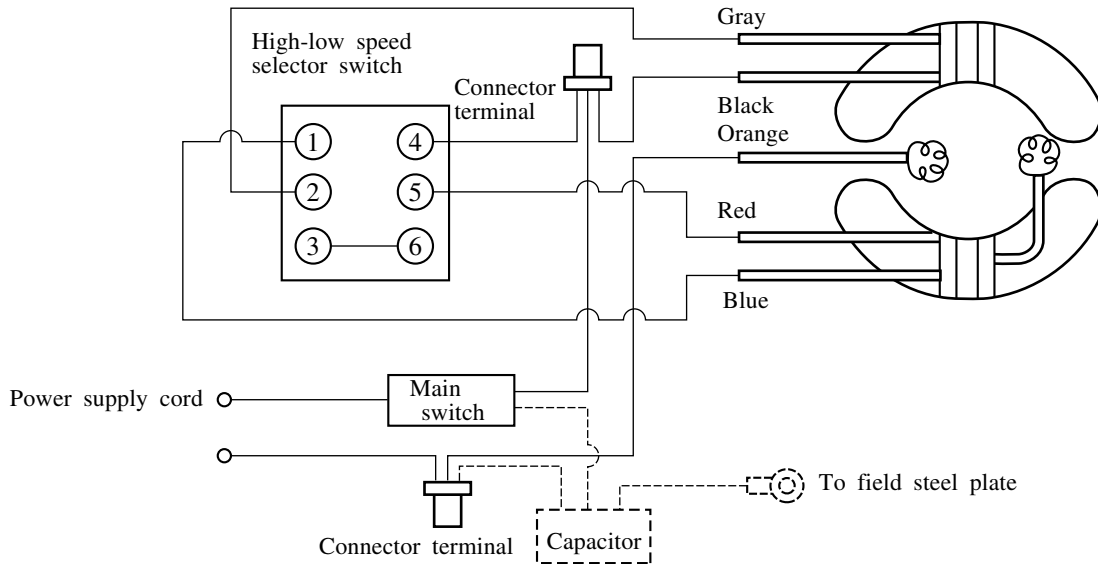 Gray
High-low speed
selector switch
Connector
terminal
Black
Orange
1
4
2
5
3
6
Red
Blue
Power supply cord
Main
switch
To field steel plate
Connector terminal
Capacitor